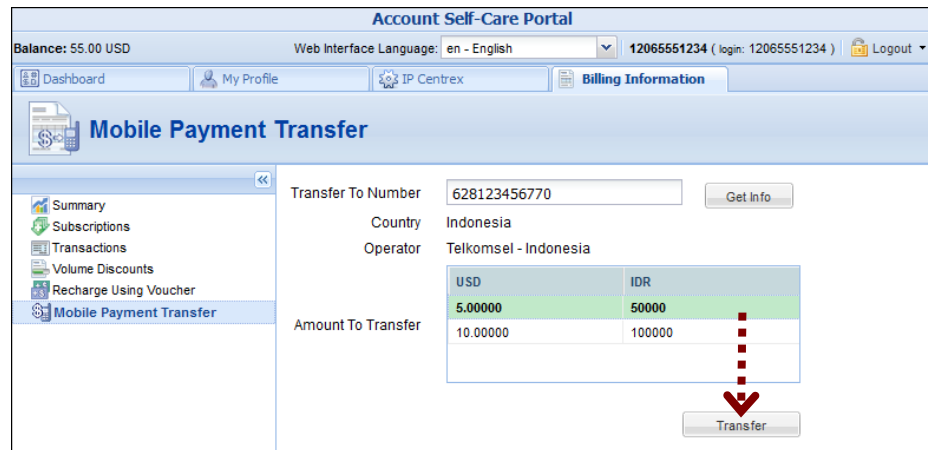 Account Self-Care Portal
Balance: 55.00 USD Web Interface Language: en - English 12065551234 ( login: 12065551234 ) Logout
Dashboard My Profile IP Centrex Billing Information
Mobile Payment Transfer
Summary
Subscriptions
Transactions
Volume Discounts
Recharge Using Voucher
Mobile Payment Transfer
Transfer To Number 628123456770 Get Info
Country Indonesia
Operator Telkomsel - Indonesia
Amount To Transfer
USD IDR
5.00000 50000
10.00000 100000
Transfer